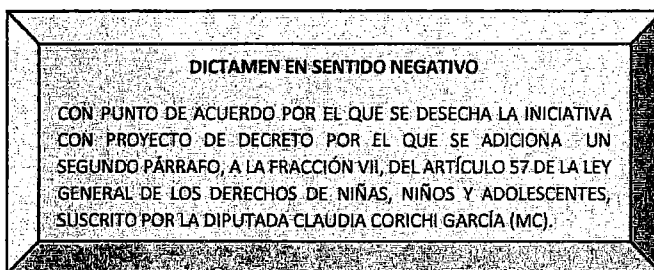 DICTAMEN EN SENTIDO NEGATIVO
CON PUNTO DE ACUERDO POR EL QUE SE DESECHA LA INICIATIVA
CON PROYECTO DE DECRETO POR EL QUE SE ADICIONA UN
SEGUNDO PÁRRAFO, A LA FRACCIÓN VII, DEL ARTÍCULO 57 DE LA LEY
GENERAL DE LOS DERECHOS DE NIÑAS, NIÑOS Y ADOLESCENTES,
SUSCRITO POR LA DIPUTADA CLAUDIA CORICHI GARCÍA (MC).